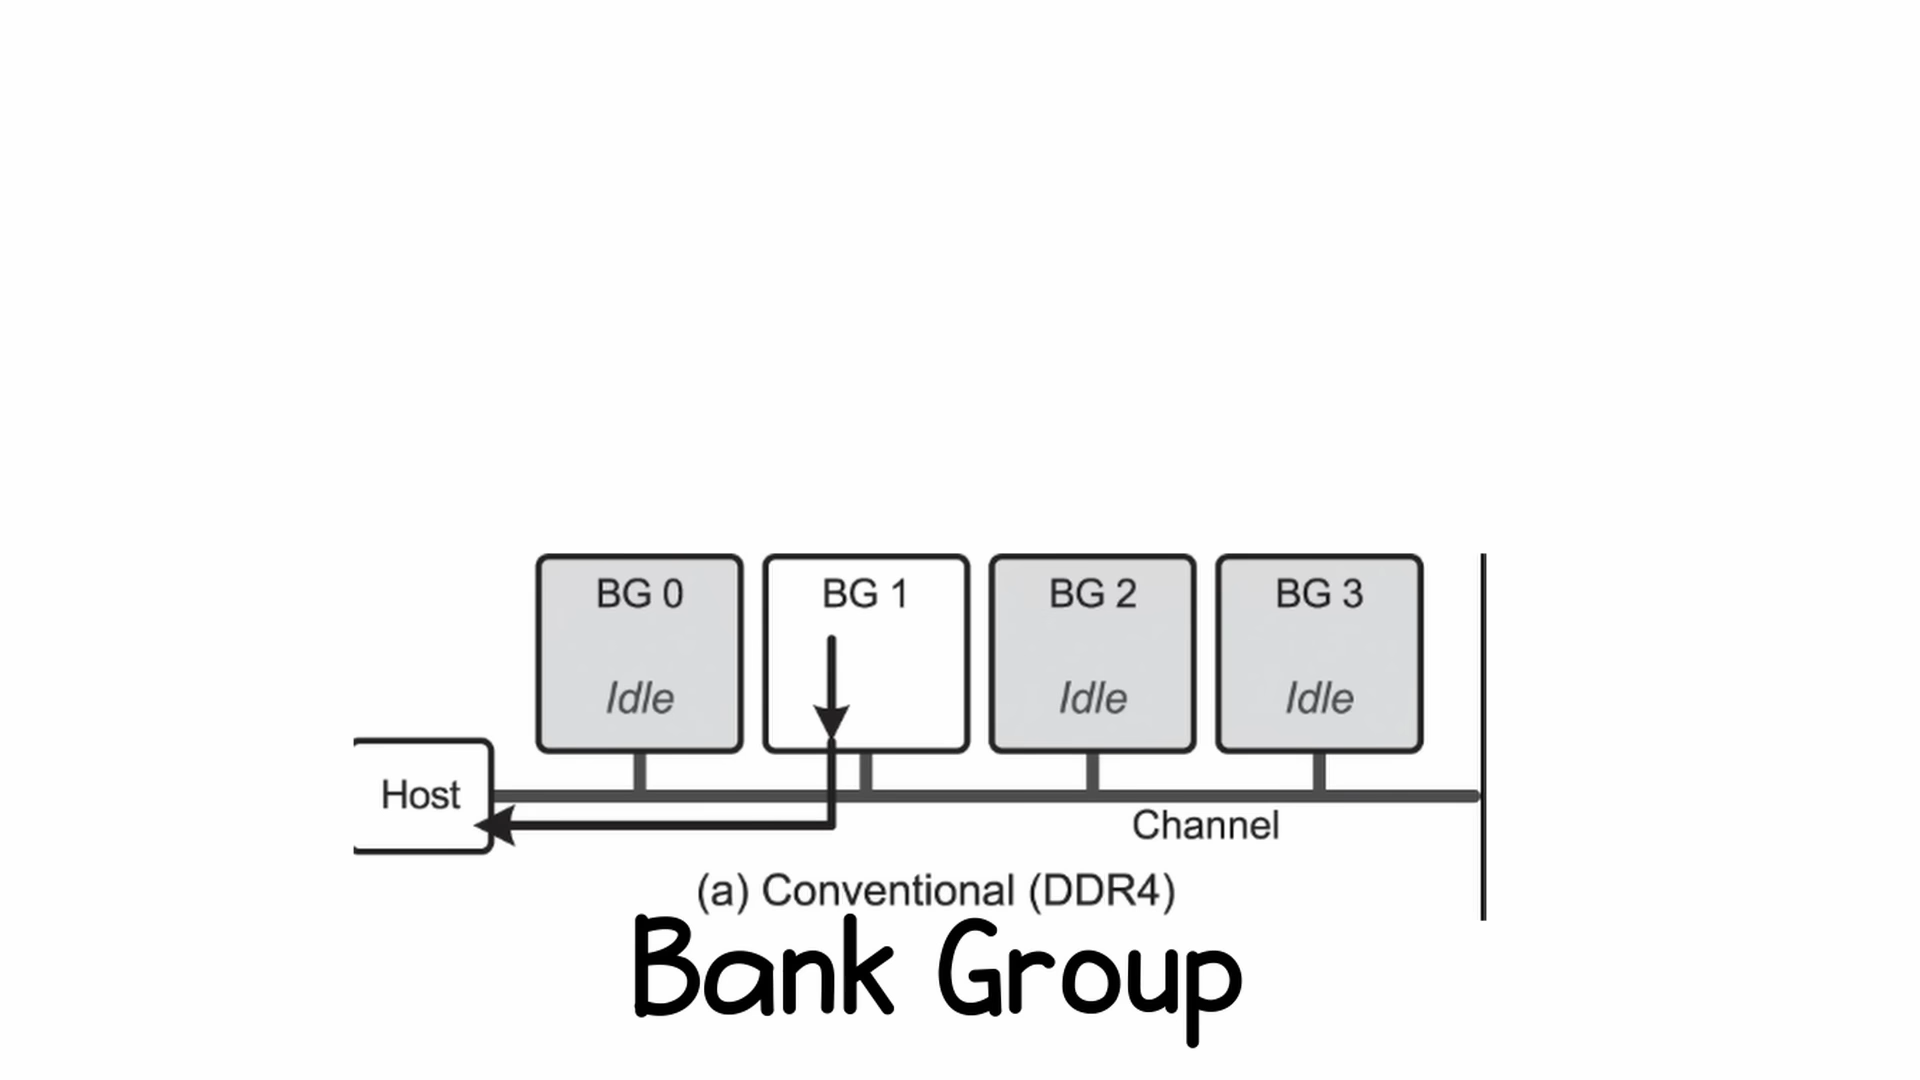 BG 0
BG 1
BG 2
BG 3
Idle
Idle
Idle
Host
Channel
(a) Conventional (DDR4)
Bank Group